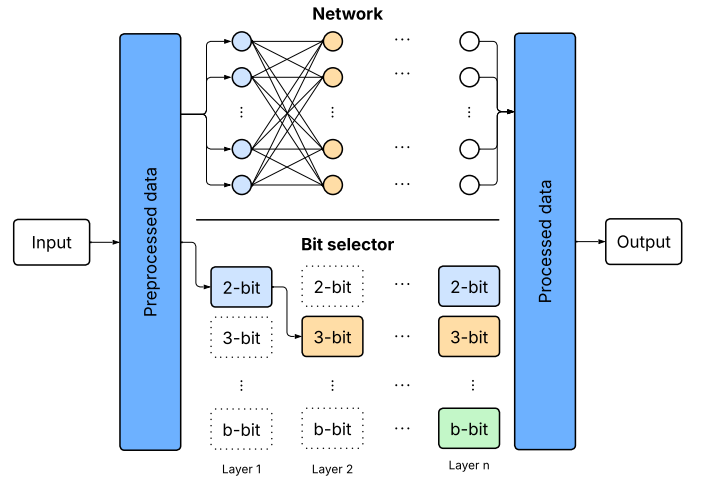 Network
Input
Preprocessed data
Processed data
Output
Bit selector
2-bit
2-bit
...
2-bit
3-bit
3-bit
...
3-bit
b-bit
b-bit
...
b-bit
Layer 1
Layer 2
Layer n